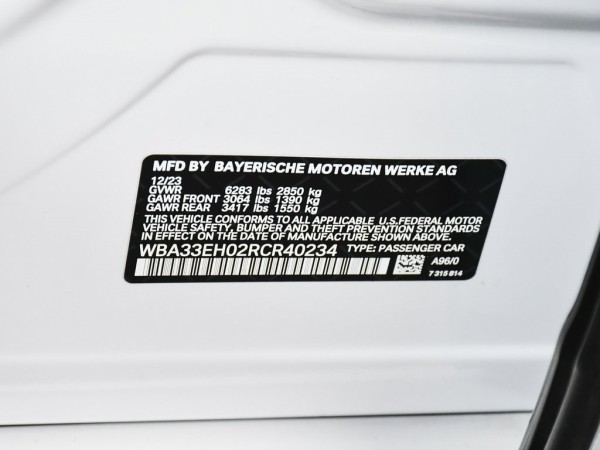 MFD BY BAYERISCHE MOTOREN WERKE AG
12/23
GVWR 6283 lbs 2850 kg
GAWR FRONT 3064 lbs 1390 kg
GAWR REAR 3417 lbs 1550 kg
THIS VEHICLE CONFORMS TO ALL APPLICABLE U.S. FEDERAL MOTOR
VEHICLE SAFETY, BUMPER AND THEFT PREVENTION STANDARDS
IN EFFECT ON THE DATE OF MANUFACTURE SHOWN ABOVE.
WBA33EH02RCR40234 TYPE: PASSENGER CAR
A96/0
7 315 814